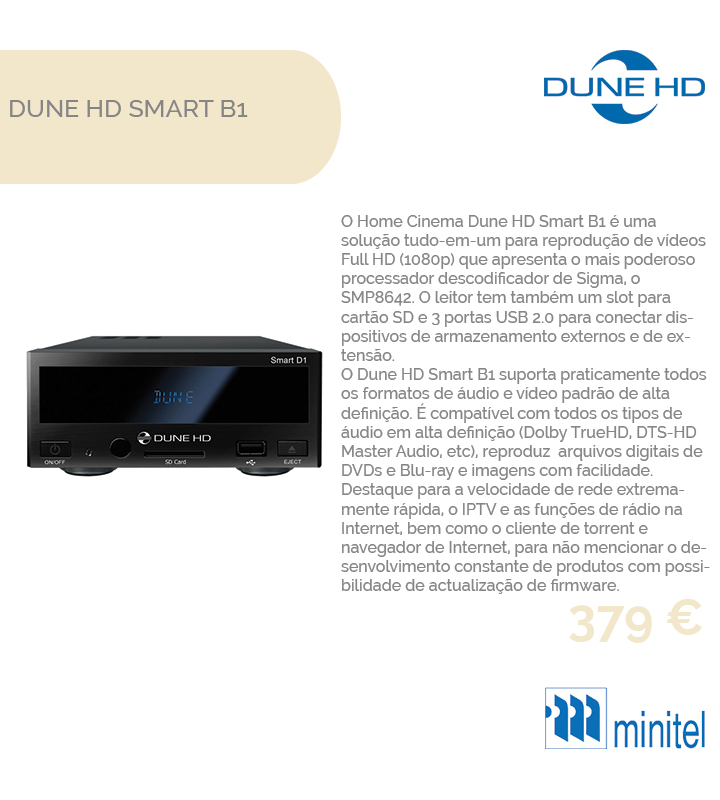 DUNE HD SMART B1
DUNE HD
O Home Cinema Dune HD Smart B1 é uma
solução tudo-em-um para reprodução de vídeos
Full HD (1080p) que apresenta o mais poderoso
processador descodificador de Sigma, o
SMP8642. O leitor tem também um slot para
cartão SD e 3 portas USB 2.0 para conectar dis-
positivos de armazenamento externos e de ex-
tensão.
O Dune HD Smart B1 suporta praticamente todos
os formatos de áudio e vídeo padrão de alta
definição. É compatível com todos os tipos de
áudio em alta definição (Dolby TrueHD, DTS-HD
Master Audio, etc), reproduz  arquivos digitais de
DVDs e Blu-ray e imagens com facilidade.
Destaque para a velocidade de rede extrema-
mente rápida, o IPTV e as funções de rádio na
Internet, bem como o cliente de torrent e
navegador de Internet, para não mencionar o de-
senvolvimento constante de produtos com possi-
bilidade de actualização de firmware.
Smart D1
DUNE
DUNE HD
ON/OFF
SD Card
EJECT
379 €
minitel